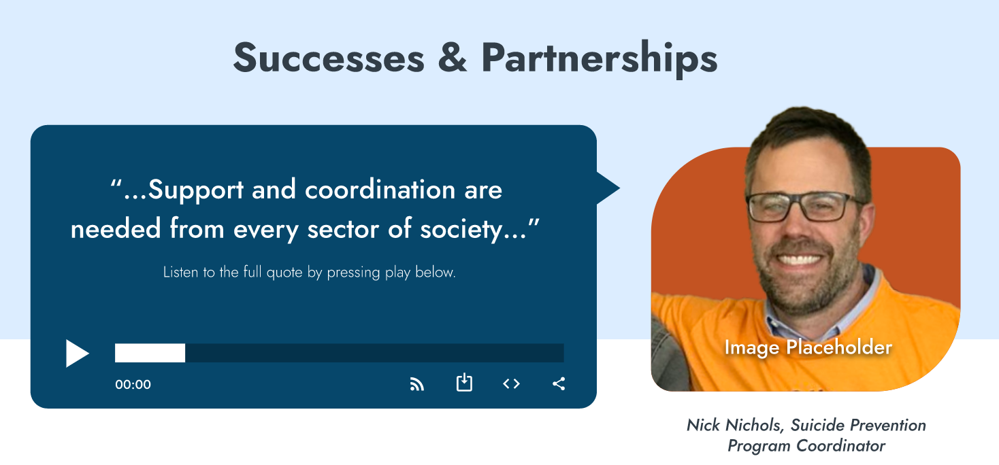 Successes & Partnerships
“...Support and coordination are
needed from every sector of society...”
Listen to the full quote by pressing play below.
00:00
Image Placeholder
Nick Nichols, Suicide Prevention
Program Coordinator